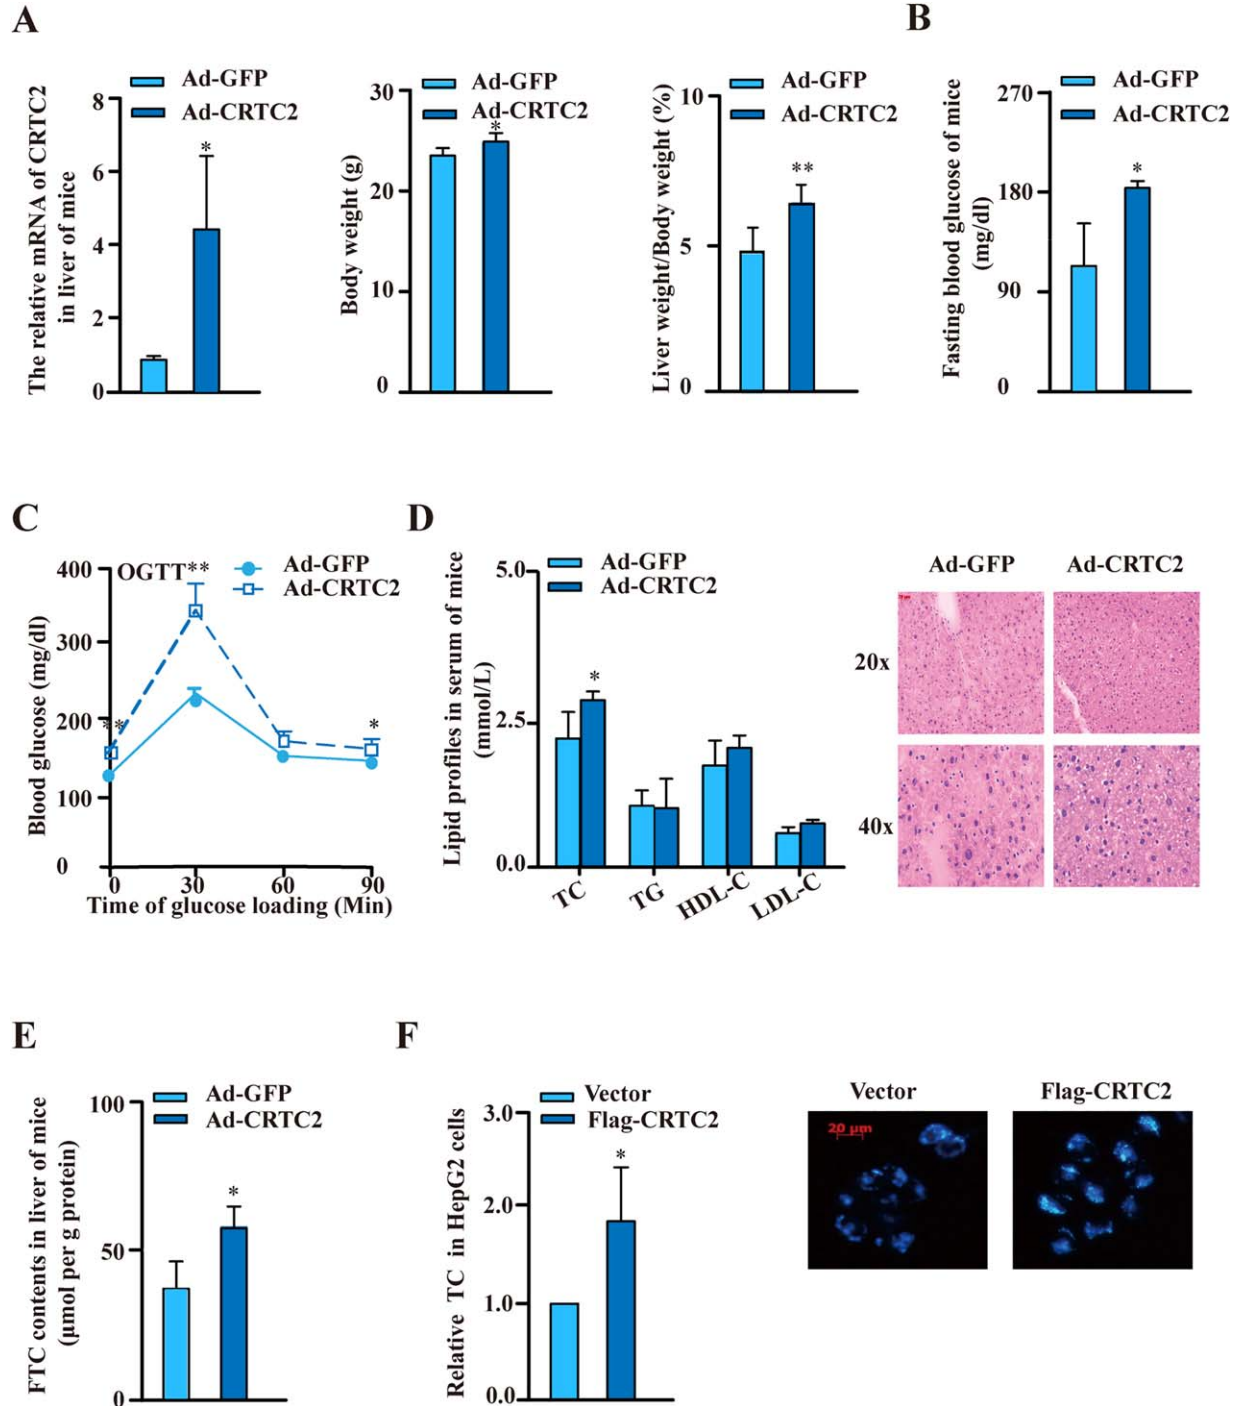 A
B
Ad-GFP
Ad-CRTC2
The relative mRNA of CRTC2
in liver of mice
8
6
4
2
0
*
Ad-GFP
Ad-CRTC2
Body weight (g)
30
20
10
0
*
Ad-GFP
Ad-CRTC2
Liver weight/Body weight (%)
10
5
0
**
Ad-GFP
Ad-CRTC2
Fasting blood glucose of mice
(mg/dl)
270
180
90
0
*
C
OGTT**
Ad-GFP
Ad-CRTC2
Blood glucose (mg/dl)
400
300
200
100
0
**
*
0 30 60 90
Time of glucose loading (Min)
D
Ad-GFP
Ad-CRTC2
Lipid profiles in serum of mice
(mmol/L)
5.0
2.5
0.0
*
TC TG HDL-C LDL-C
Ad-GFP Ad-CRTC2
20x
40x
E
Ad-GFP
Ad-CRTC2
FTC contents in liver of mice
(μmol per g protein)
100
50
0
*
F
Vector
Flag-CRTC2
Relative TC in HepG2 cells
3.0
2.0
1.0
0.0
*
Vector Flag-CRTC2
20 μm